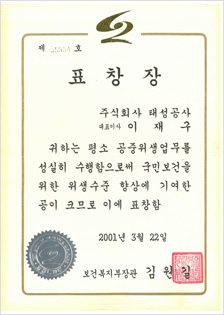 제 호
표 창 장
주식회사 태성공사
대표이사 이 재 구
귀하는 평소 공중위생업무를
성실히 수행함으로써 국민보건을
위한 위생수준 향상에 기여한
공이 크므로 이에 표창함
2001년 3월 22일
보건복지부장관 김 원 길